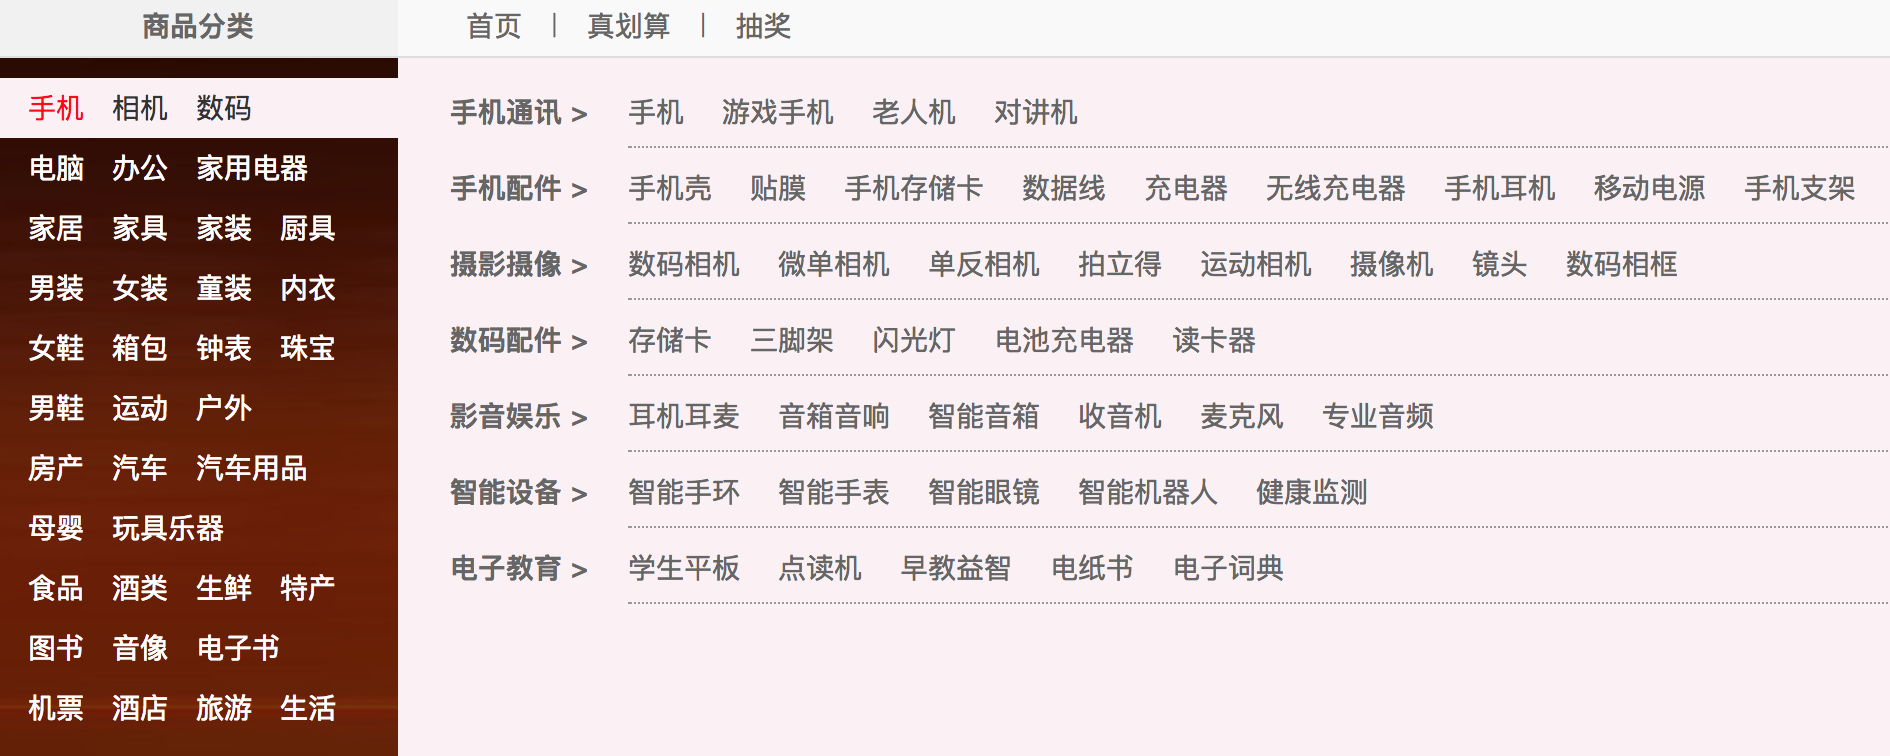 商品分类
首页 | 真划算 | 抽奖
手机 相机 数码
电脑 办公 家用电器
家居 家具 家装 厨具
男装 女装 童装 内衣
女鞋 箱包 钟表 珠宝
男鞋 运动 户外
房产 汽车 汽车用品
母婴 玩具乐器
食品 酒类 生鲜 特产
图书 音像 电子书
机票 酒店 旅游 生活
手机通讯 > 手机 游戏手机 老人机 对讲机
手机配件 > 手机壳 贴膜 手机存储卡 数据线 充电器 无线充电器 手机耳机 移动电源 手机支架
摄影摄像 > 数码相机 微单相机 单反相机 拍立得 运动相机 摄像机 镜头 数码相框
数码配件 > 存储卡 三脚架 闪光灯 电池充电器 读卡器
影音娱乐 > 耳机耳麦 音箱音响 智能音箱 收音机 麦克风 专业音频
智能设备 > 智能手环 智能手表 智能眼镜 智能机器人 健康监测
电子教育 > 学生平板 点读机 早教益智 电纸书 电子词典